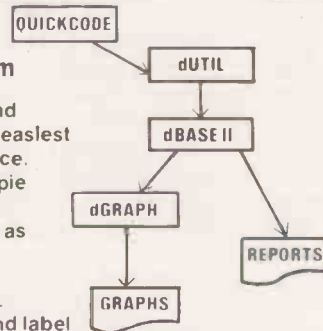 QUICKCODE
m
dUTIL
nd
easiest
dBASE II
ce.
pie
dGRAPH
as
REPORTS
GRAPHS
nd label